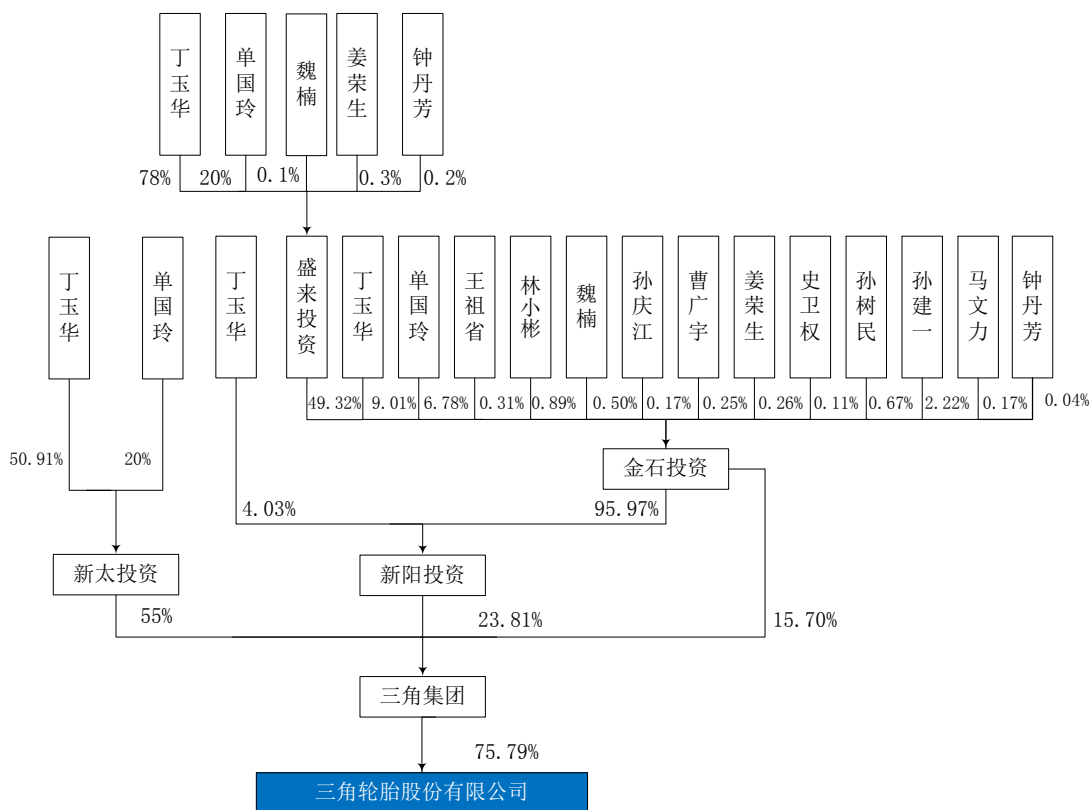 丁玉华
单国玲
魏楠
姜荣生
钟丹芳
78%
20%
0.1%
0.3%
0.2%
丁玉华
单国玲
丁玉华
盛来投资
丁玉华
单国玲
王祖省
林小彬
魏楠
孙庆江
曹广宇
姜荣生
史卫权
孙树民
孙建一
马文力
钟丹芳
49.32%
9.01%
6.78%
0.31%
0.89%
0.50%
0.17%
0.25%
0.26%
0.11%
0.67%
2.22%
0.17%
0.04%
50.91%
20%
金石投资
4.03%
95.97%
新太投资
新阳投资
55%
23.81%
15.70%
三角集团
75.79%
三角轮胎股份有限公司